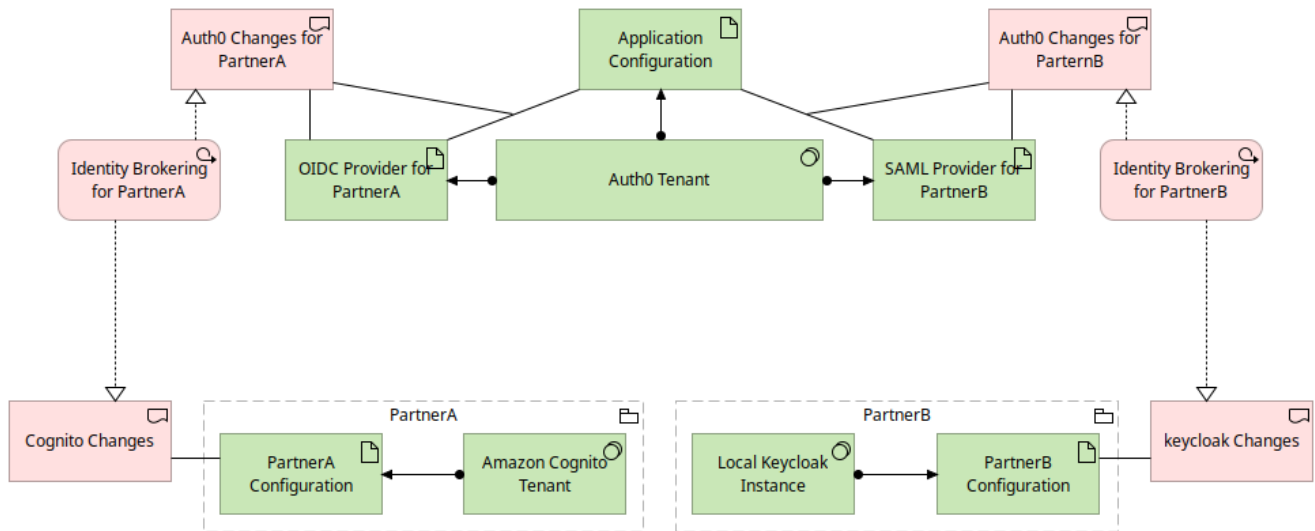 Auth0 Changes for
PartnerA
Application
Configuration
Auth0 Changes for
ParternB
Identity Brokering
for PartnerA
OIDC Provider for
PartnerA
Auth0 Tenant
SAML Provider for
PartnerB
Identity Brokering
for PartnerB
Cognito Changes
PartnerA
PartnerA
Configuration
Amazon Cognito
Tenant
PartnerB
Local Keycloak
Instance
PartnerB
Configuration
keycloak Changes